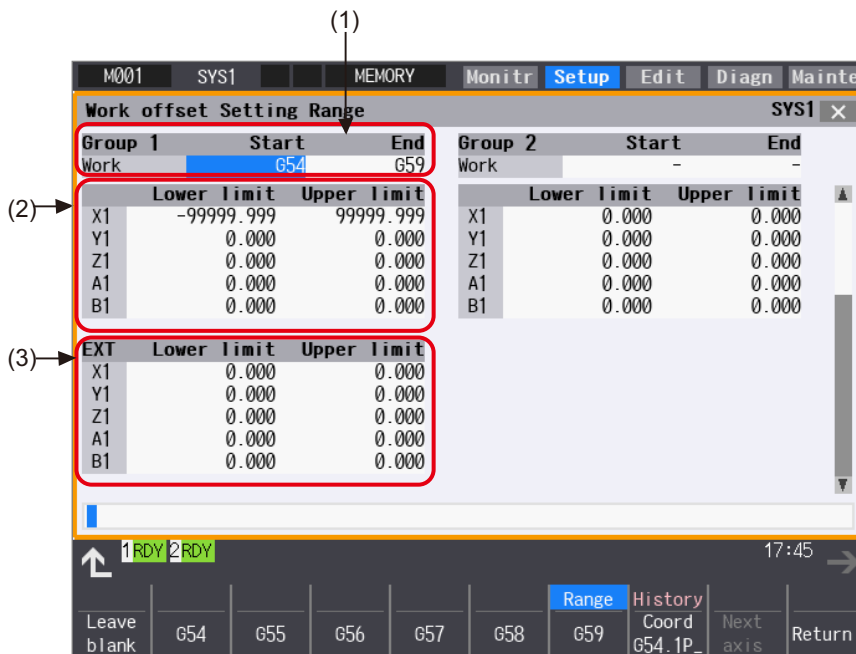 (1)
M001 SYS1 MEMORY Monitr Setup Edit Diagn Mainte
Work offset Setting Range SYS1 ×
Group 1 Start End Group 2 Start End
Work G54 G59 Work - -
(2)
Lower limit Upper limit Lower limit Upper limit
X1 -99999.999 99999.999 X1 0.000 0.000
Y1 0.000 0.000 Y1 0.000 0.000
Z1 0.000 0.000 Z1 0.000 0.000
A1 0.000 0.000 A1 0.000 0.000
B1 0.000 0.000 B1 0.000 0.000
(3)
EXT Lower limit Upper limit
X1 0.000 0.000
Y1 0.000 0.000
Z1 0.000 0.000
A1 0.000 0.000
B1 0.000 0.000
1 RDY 2 RDY 17:45
Range History
Leave G54 G55 G56 G57 G58 G59 Coord Next Return
blank G54.1P_ axis